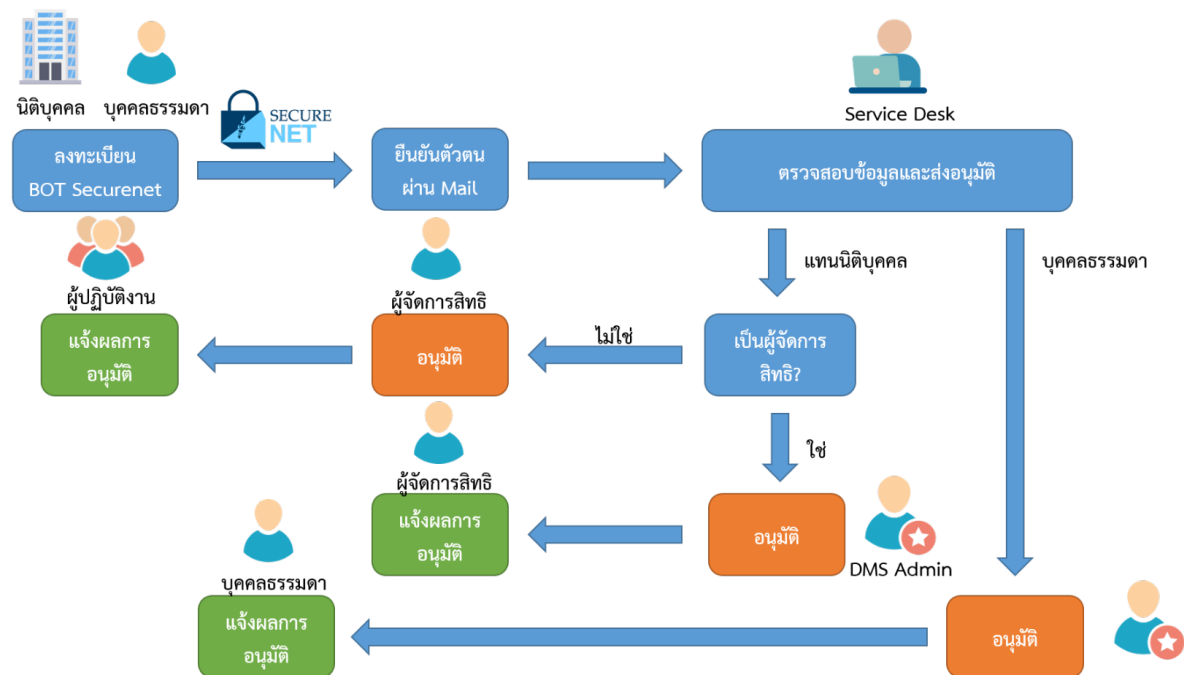 นิติบุคคล
บุคคลธรรมดา
SECURE
NET
Service Desk
ลงทะเบียน
BOT Securenet
ยืนยันตัวตน
ผ่าน Mail
ตรวจสอบข้อมูลและส่งอนุมัติ
แทนนิติบุคคล
บุคคลธรรมดา
ผู้ปฏิบัติงาน
ผู้จัดการสิทธิ
แจ้งผลการ
อนุมัติ
อนุมัติ
ไม่ใช่
เป็นผู้จัดการ
สิทธิ?
ใช่
ผู้จัดการสิทธิ
แจ้งผลการ
อนุมัติ
อนุมัติ
DMS Admin
บุคคลธรรมดา
แจ้งผลการ
อนุมัติ
อนุมัติ